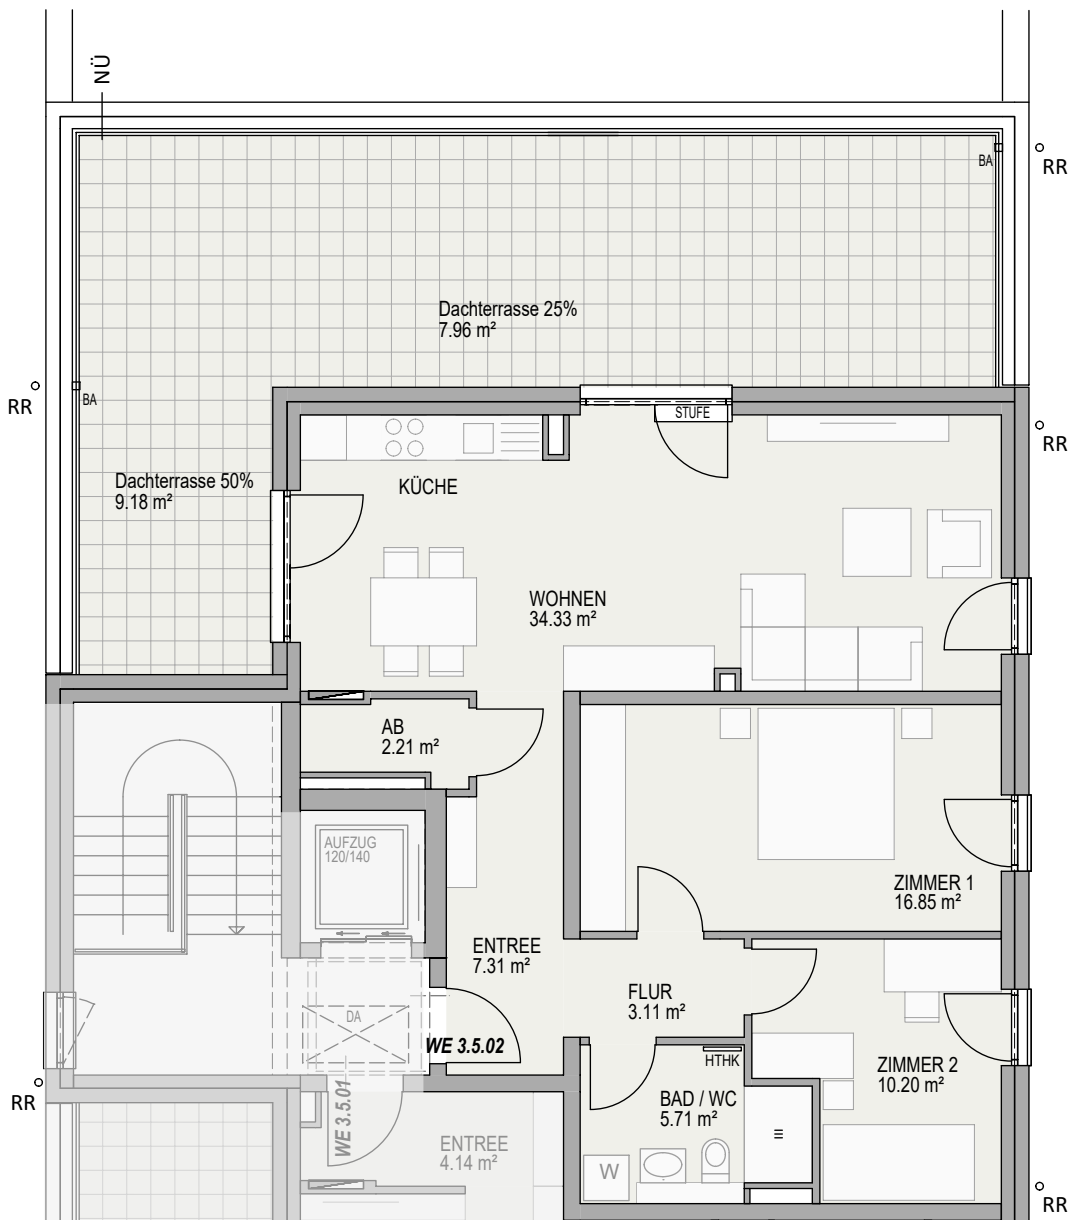 NÜ
BA
RR
Dachterrasse 25%
7.96 m²
RR
BA
STUFE
RR
KÜCHE
Dachterrasse 50%
9.18 m²
WOHNEN
34.33 m²
AB
2.21 m²
AUFZUG
120/140
ZIMMER 1
16.85 m²
ENTREE
7.31 m²
FLUR
3.11 m²
DA
WE 3.5.02
HTHK
ZIMMER 2
10.20 m²
RR
WE 3.5.01
BAD / WC
5.71 m²
ENTREE
4.14 m²
W
RR